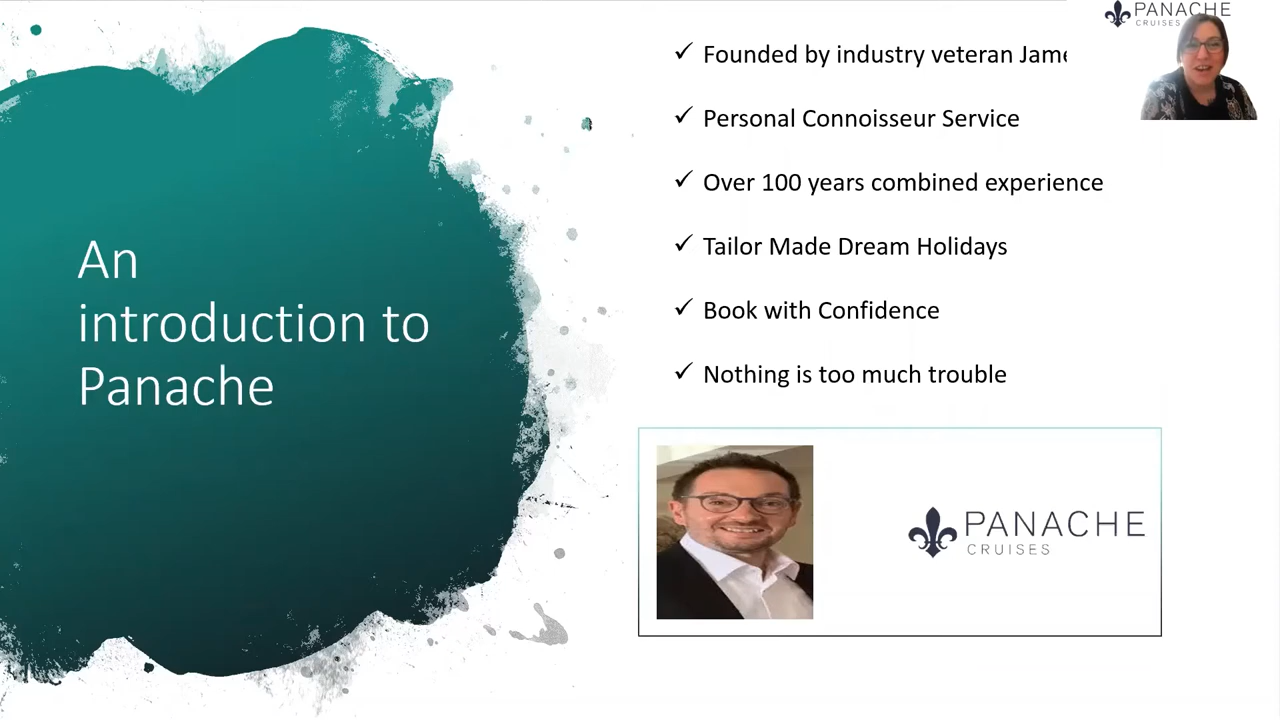 PANACHE
CRUISES
Founded by industry veteran
Personal Connoisseur Service
Over 100 years combined experience
Tailor Made Dream Holidays
Book with Confidence
Nothing is too much trouble
An
introduction to
Panache
PANACHE
CRUISES